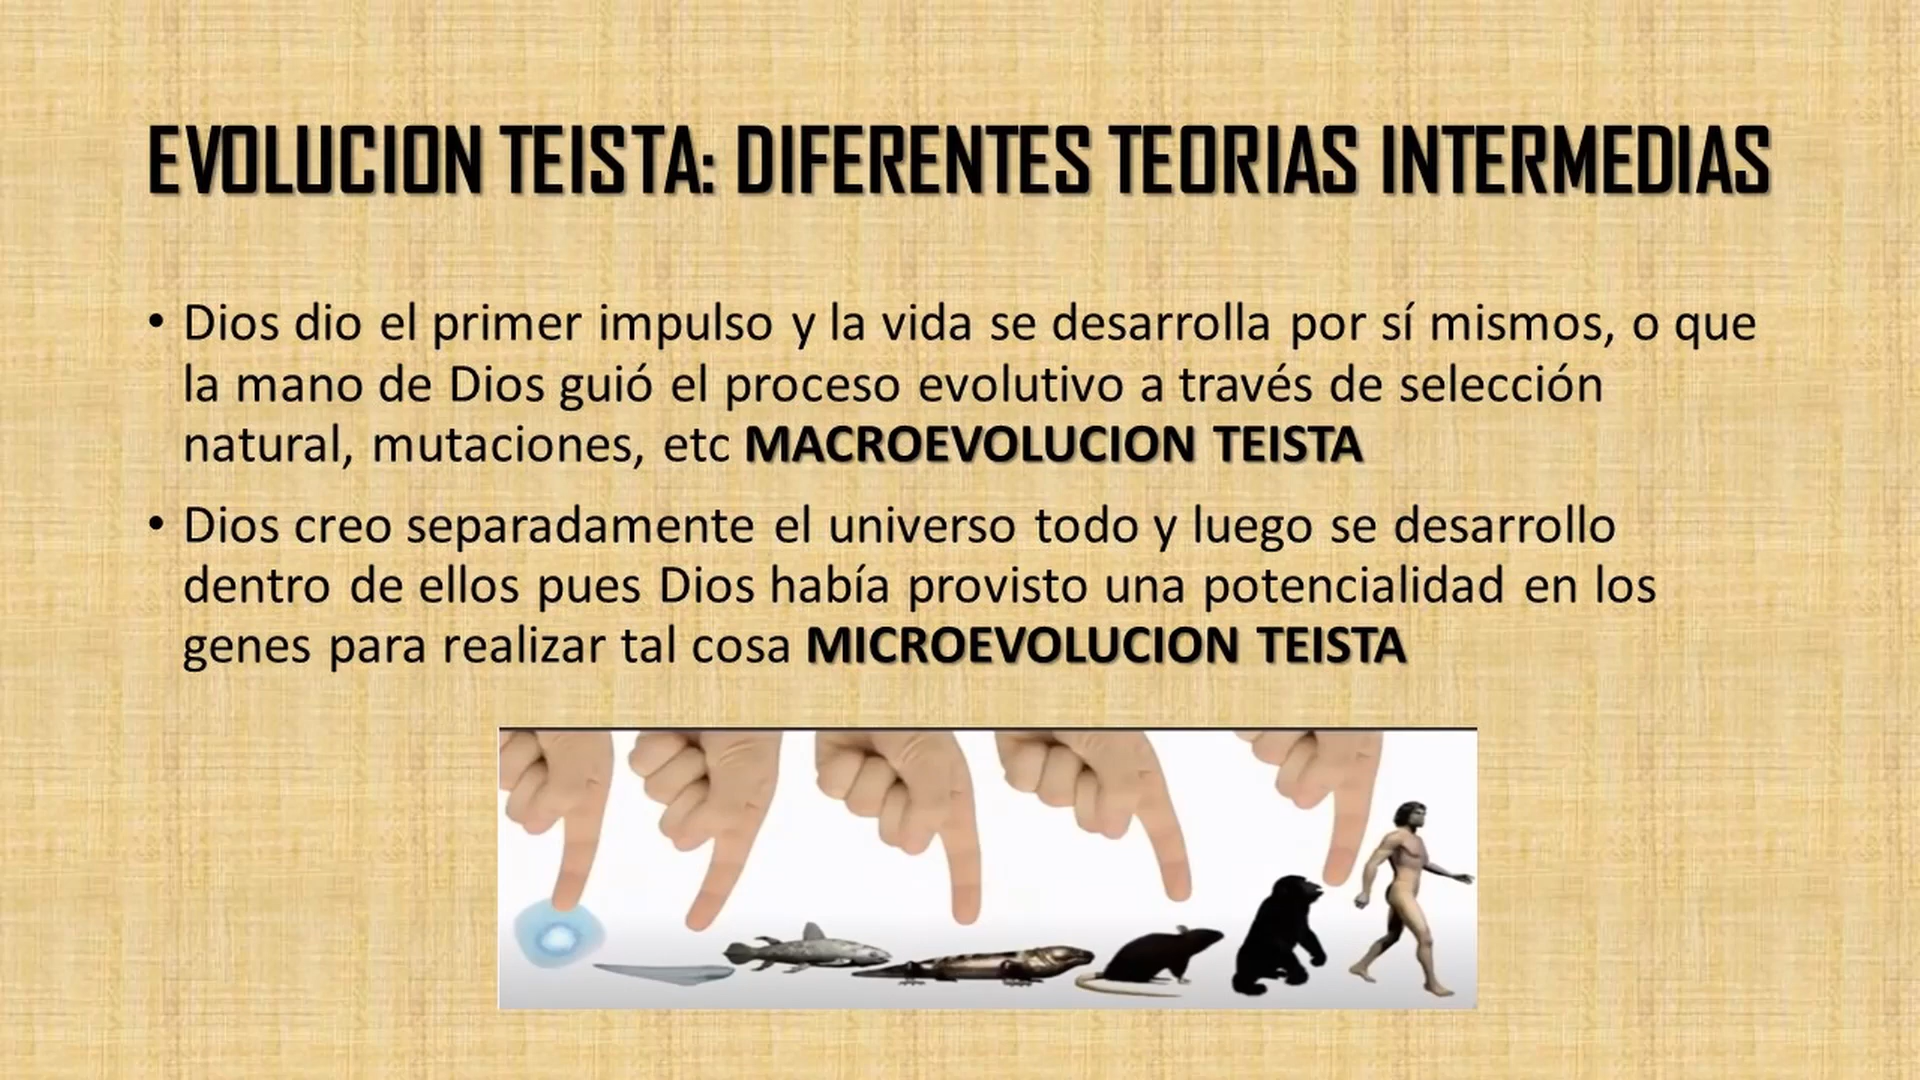 EVOLUCION TEISTA: DIFERENTES TEORIAS INTERMEDIAS
• Dios dio el primer impulso y la vida se desarrolla por sí mismos, o que
la mano de Dios guió el proceso evolutivo a través de selección
natural, mutaciones, etc MACROEVOLUCION TEISTA
• Dios creo separadamente el universo todo y luego se desarrollo
dentro de ellos pues Dios había provisto una potencialidad en los
genes para realizar tal cosa MICROEVOLUCION TEISTA